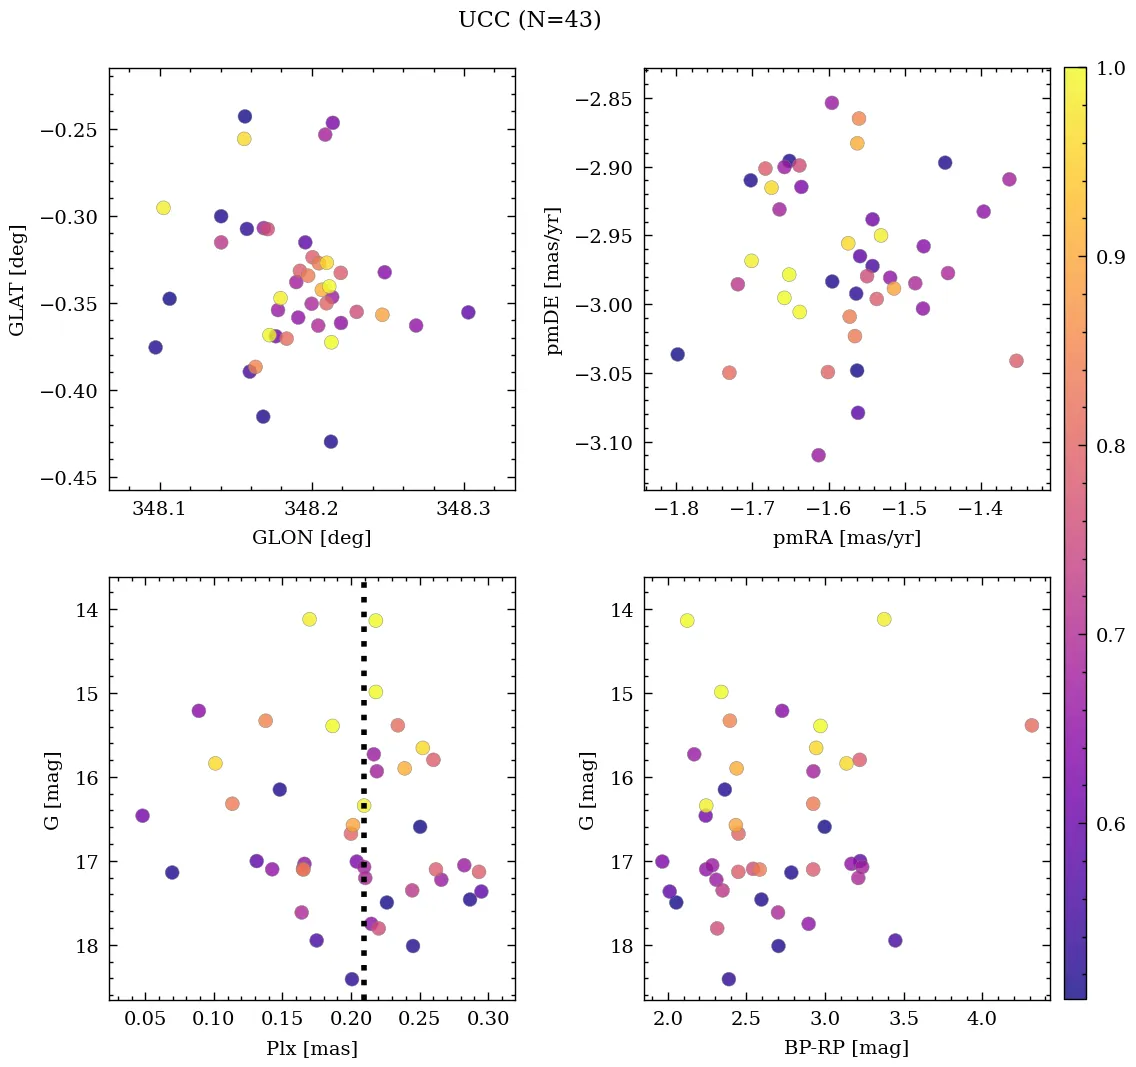 UCC (N=43)
−0.25
−0.30
−0.35
−0.40
−0.45
GLAT [deg]
348.1 348.2 348.3
GLON [deg]
−2.85
−2.90
−2.95
−3.00
−3.05
−3.10
pmDE [mas/yr]
−1.8 −1.7 −1.6 −1.5 −1.4
pmRA [mas/yr]
1.0
0.9
0.8
0.7
0.6
14
15
16
17
18
G [mag]
0.05 0.10 0.15 0.20 0.25 0.30
Plx [mas]
14
15
16
17
18
G [mag]
2.0 2.5 3.0 3.5 4.0
BP-RP [mag]